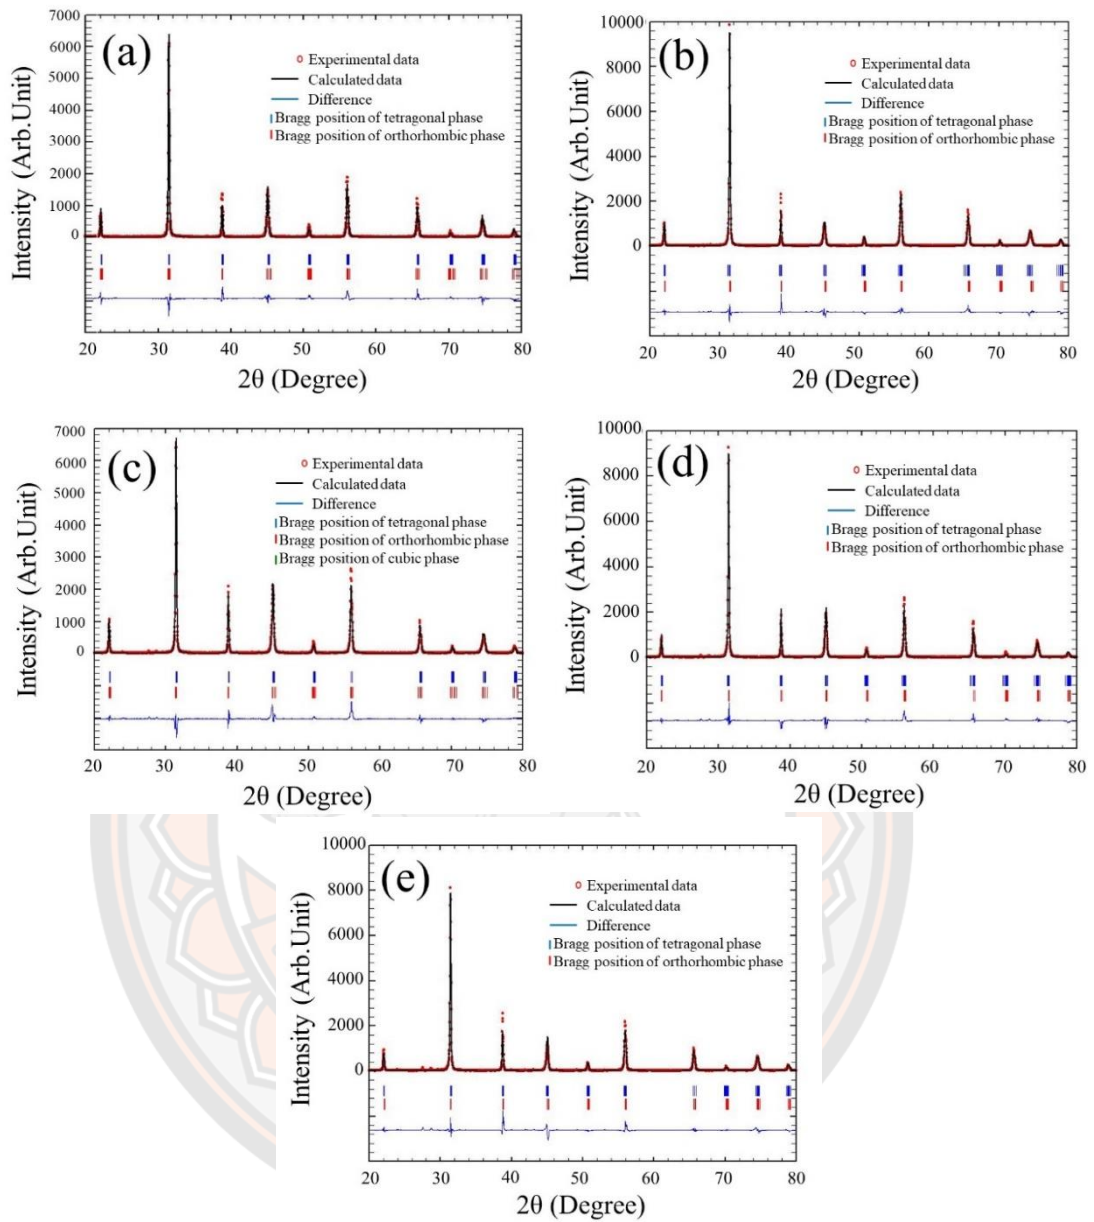 (a)
Intensity (Arb.Unit)
7000
6000
5000
4000
3000
2000
1000
0
Experimental data
Calculated data
Difference
Bragg position of tetragonal phase
Bragg position of orthorhombic phase
20 30 40 50 60 70 80
2θ (Degree)
(b)
Intensity (Arb.Unit)
10000
8000
6000
4000
2000
0
Experimental data
Calculated data
Difference
Bragg position of tetragonal phase
Bragg position of orthorhombic phase
20 30 40 50 60 70 80
2θ (Degree)
(c)
Intensity (Arb.Unit)
7000
6000
5000
4000
3000
2000
1000
0
Experimental data
Calculated data
Difference
Bragg position of tetragonal phase
Bragg position of orthorhombic phase
Bragg position of cubic phase
20 30 40 50 60 70 80
2θ (Degree)
(d)
Intensity (Arb.Unit)
10000
8000
6000
4000
2000
0
Experimental data
Calculated data
Difference
Bragg position of tetragonal phase
Bragg position of orthorhombic phase
20 30 40 50 60 70 80
2θ (Degree)
(e)
Intensity (Arb.Unit)
10000
8000
6000
4000
2000
0
Experimental data
Calculated data
Difference
Bragg position of tetragonal phase
Bragg position of orthorhombic phase
20 30 40 50 60 70 80
2θ (Degree)